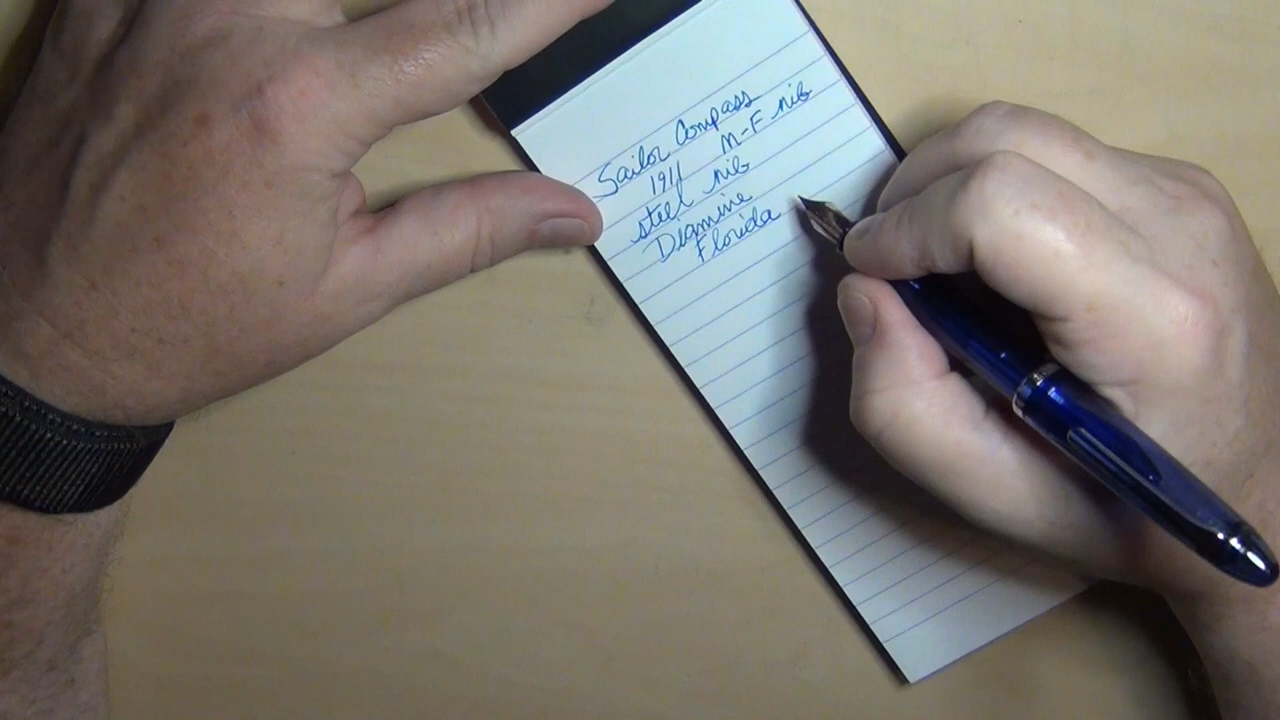 Sailor Compass
1911 M-F nib
steel nib
Diamine
Florida